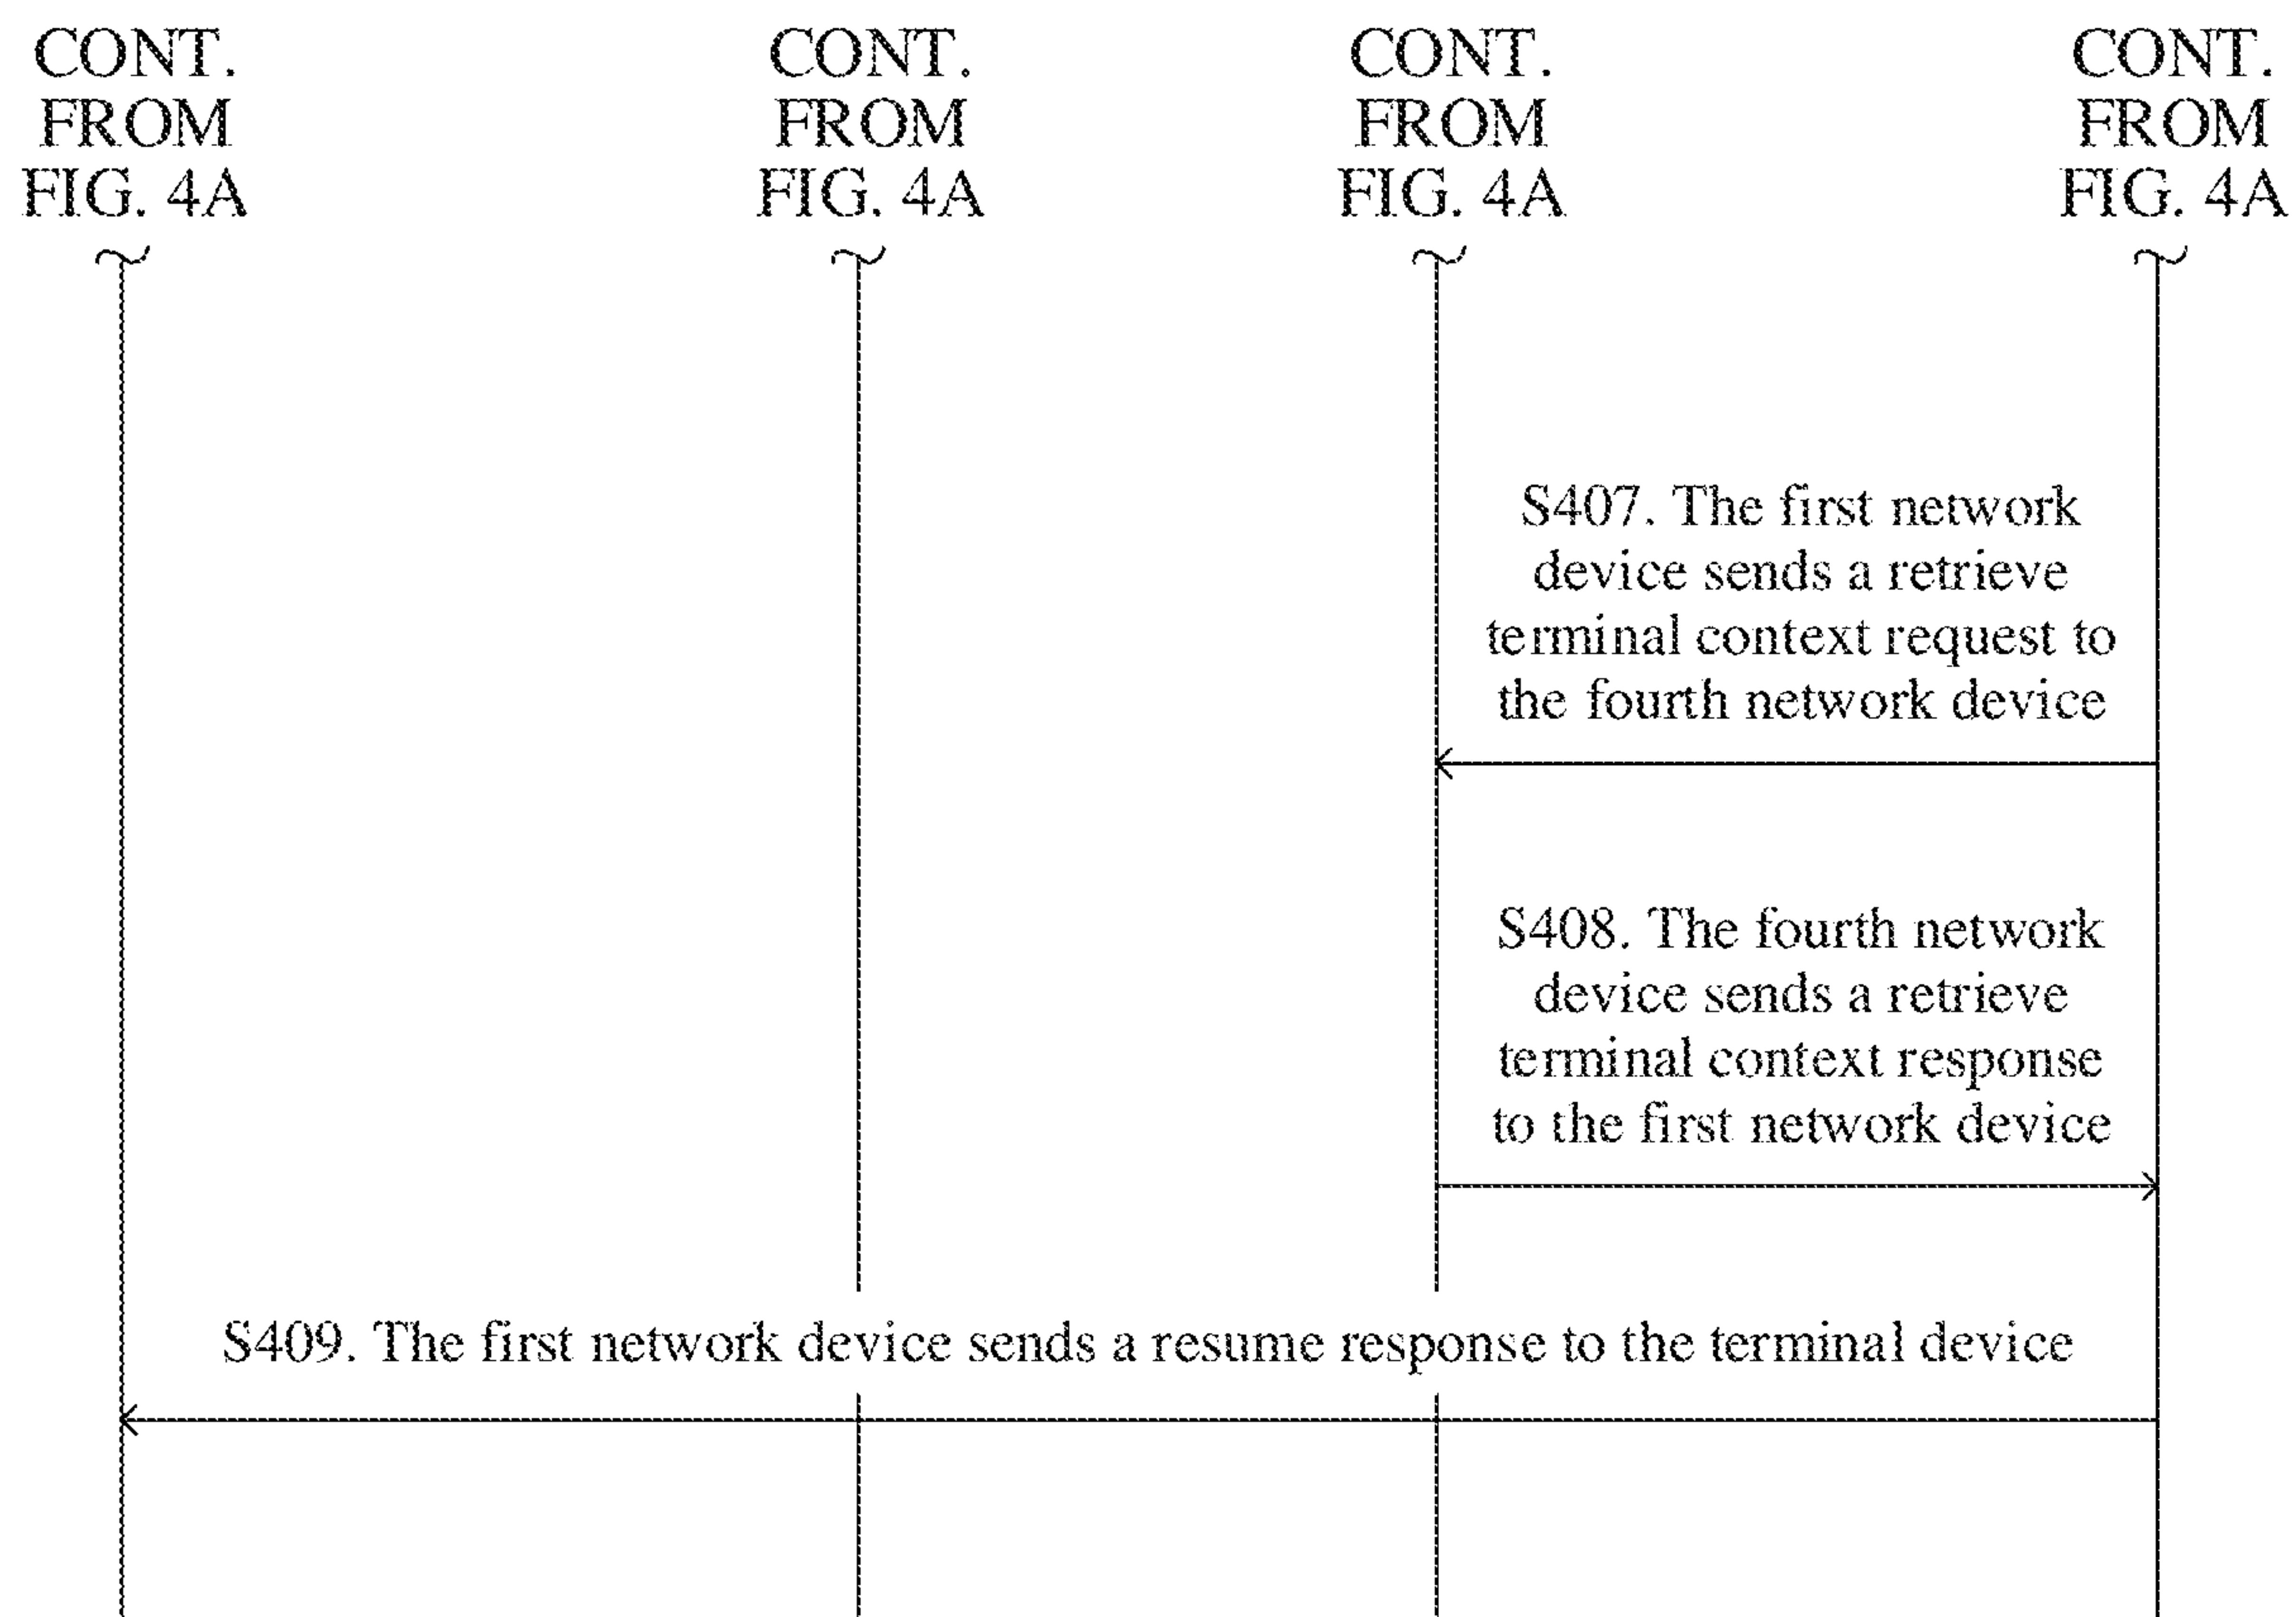 CONT.
FROM
FIG. 4A
CONT.
FROM
FIG. 4A
CONT.
FROM
FIG. 4A
CONT.
FROM
FIG. 4A
S407. The first network
device sends a retrieve
terminal context request to
the fourth network device
S408. The fourth network
device sends a retrieve
terminal context response
to the first network device
S409. The first network device sends a resume response to the terminal device